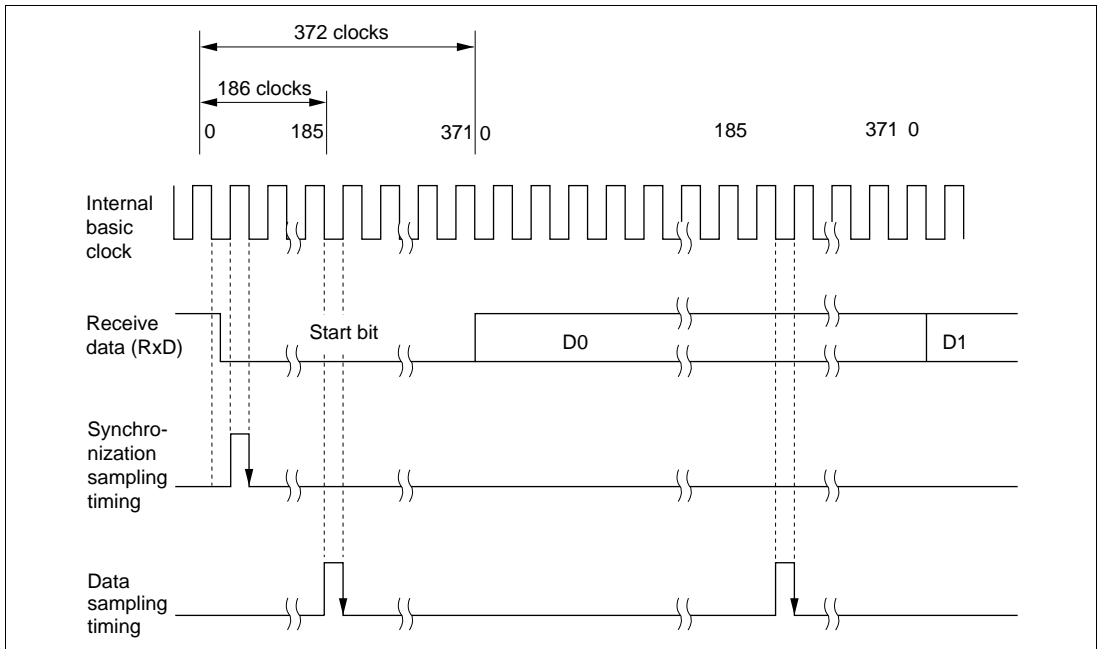 372 clocks
186 clocks
0 185 371 0 185 371 0
Internal
basic
clock
Receive
data (RxD)
Start bit
D0
D1
Synchro-
nization
sampling
timing
Data
sampling
timing